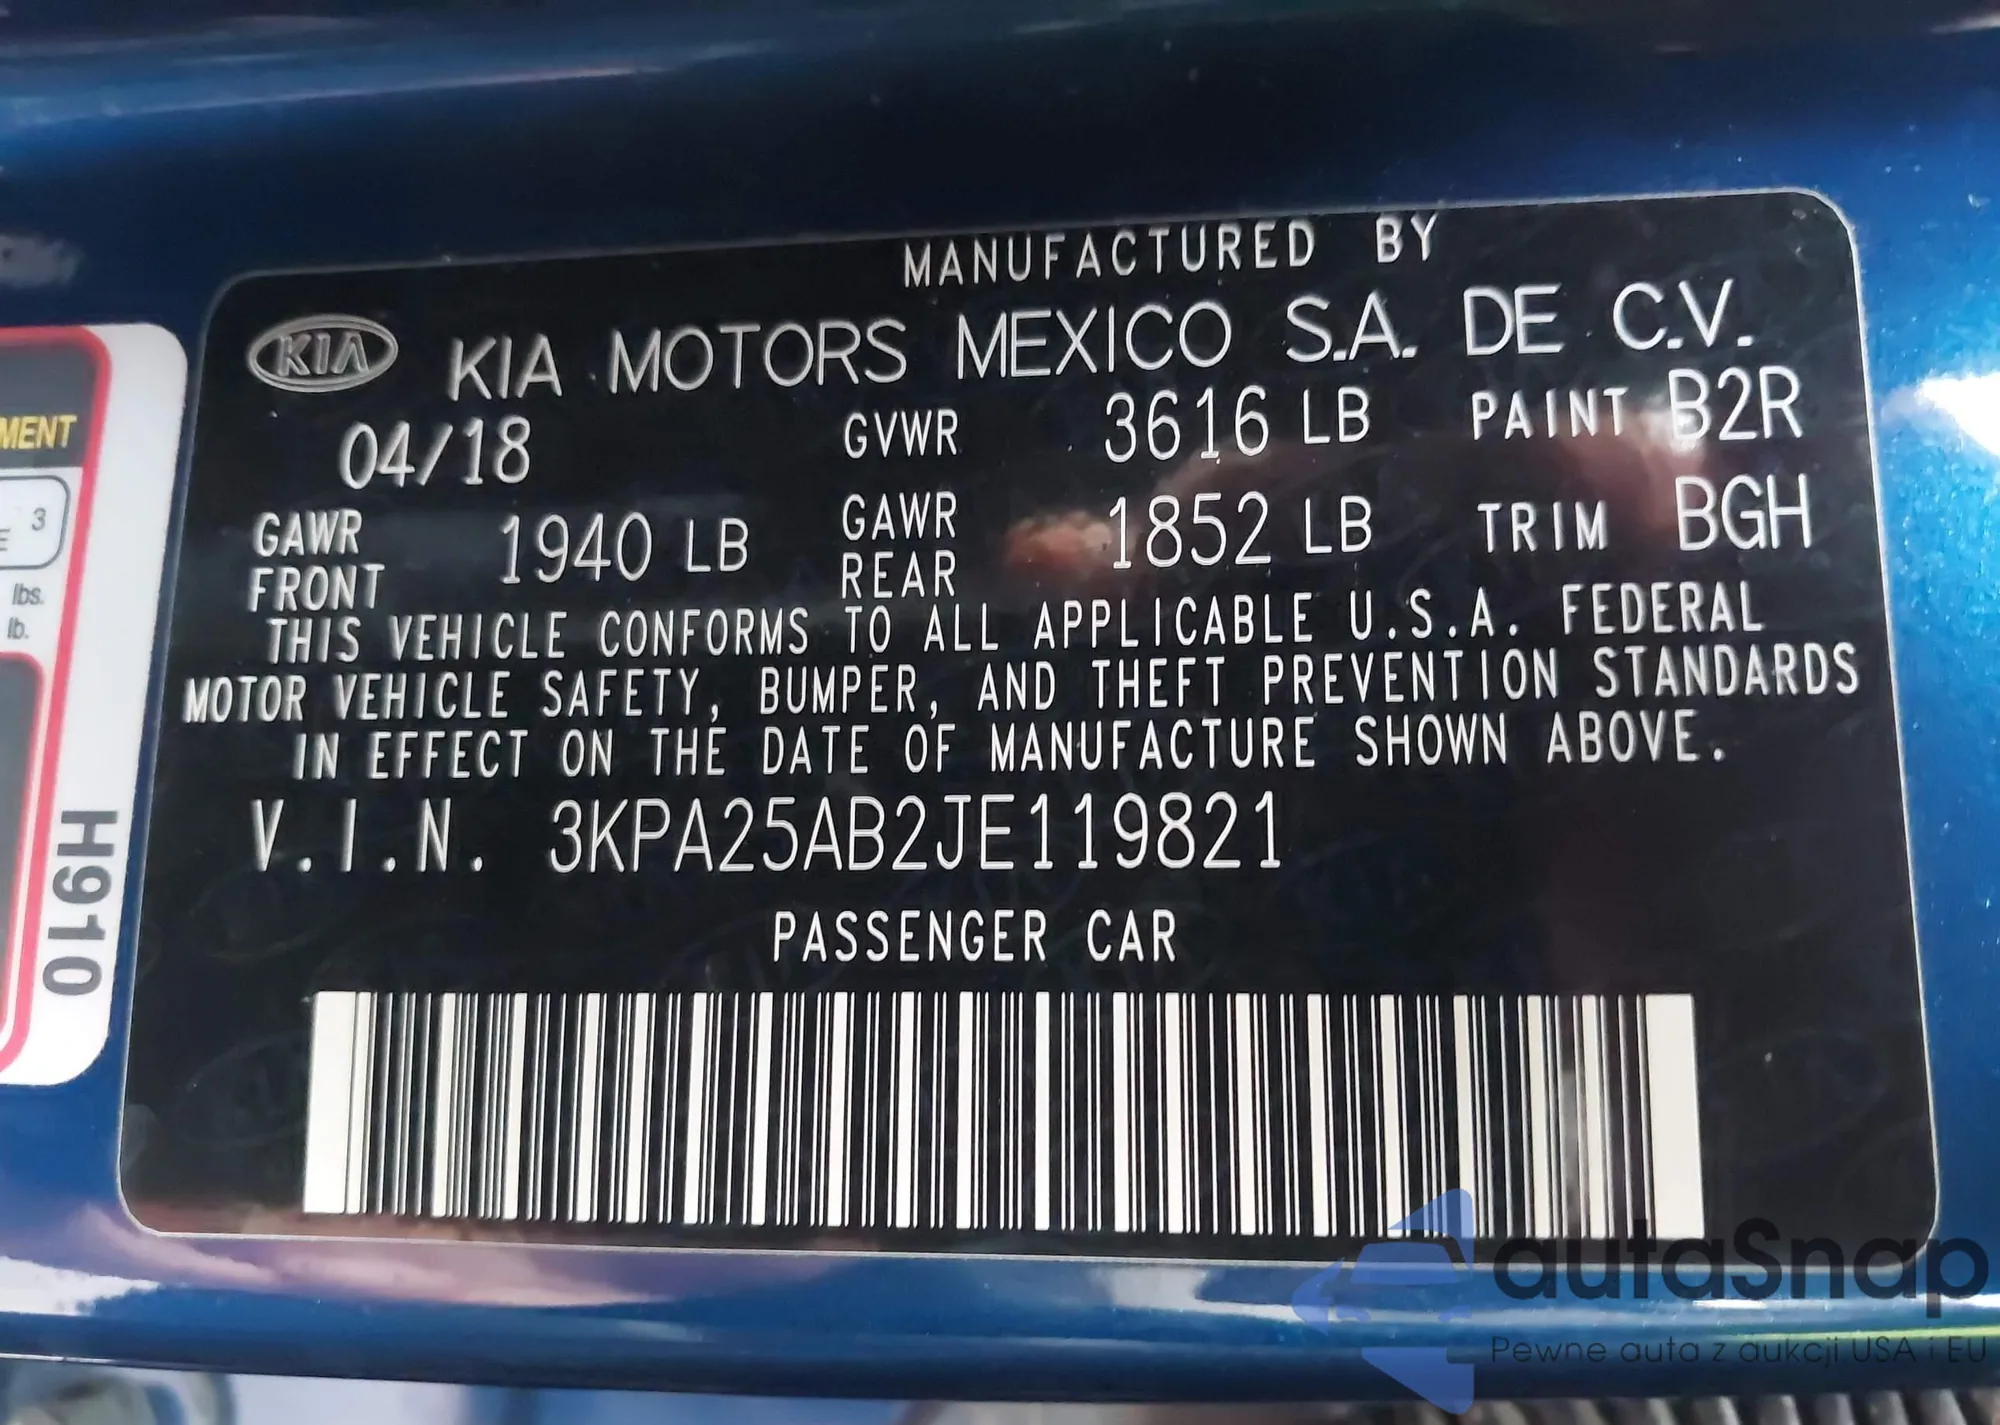 MANUFACTURED BY
KIA KIA MOTORS MEXICO S.A. DE C.V.
04/18 GVWR 3616 LB PAINT B2R
GAWR FRONT 1940 LB GAWR REAR 1852 LB TRIM BGH
THIS VEHICLE CONFORMS TO ALL APPLICABLE U.S.A. FEDERAL
MOTOR VEHICLE SAFETY, BUMPER, AND THEFT PREVENTION STANDARDS
IN EFFECT ON THE DATE OF MANUFACTURE SHOWN ABOVE.
V.I.N. 3KPA25AB2JE119821
PASSENGER CAR
MENT
3
E
lbs.
lb.
H910
autaSnap
Pewne auta z aukcji USA i EU